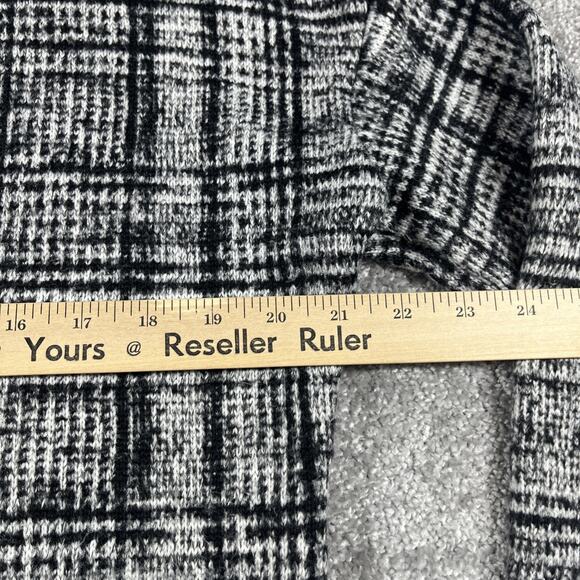 16 17 18 19 20 21 22 23 24
Yours @ Reseller Ruler